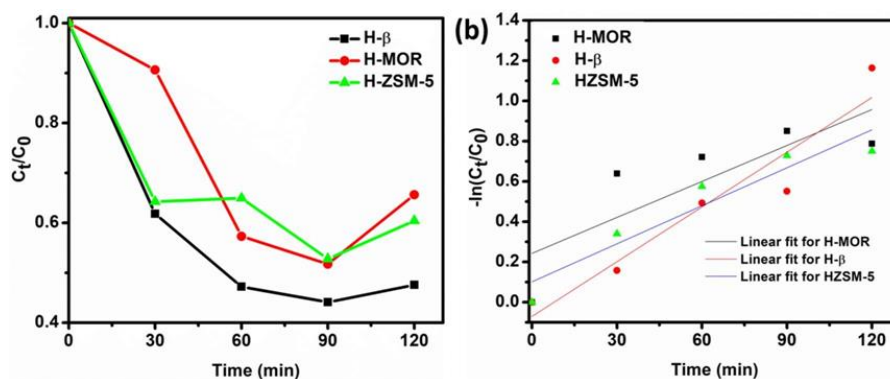 1.0
0.8
0.6
0.4
Ct/C0
0 30 60 90 120
Time (min)
H-β
H-MOR
H-ZSM-5
(b)
1.4
1.2
1.0
0.8
0.6
0.4
0.2
0.0
-ln(Ct/C0)
0 30 60 90 120
Time (min)
H-MOR
H-β
HZSM-5
Linear fit for H-MOR
Linear fit for H-β
Linear fit for HZSM-5